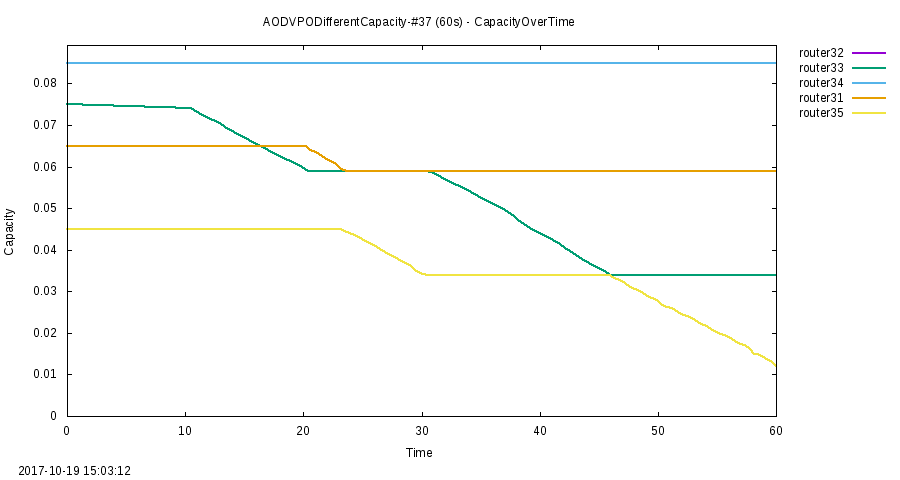 AODVPODifferentCapacity-#37 (60s) - CapacityOverTime
router32
router33
router34
router31
router35
0.08
0.07
0.06
0.05
0.04
0.03
0.02
0.01
0
Capacity
0 10 20 30 40 50 60
Time
2017-10-19 15:03:12